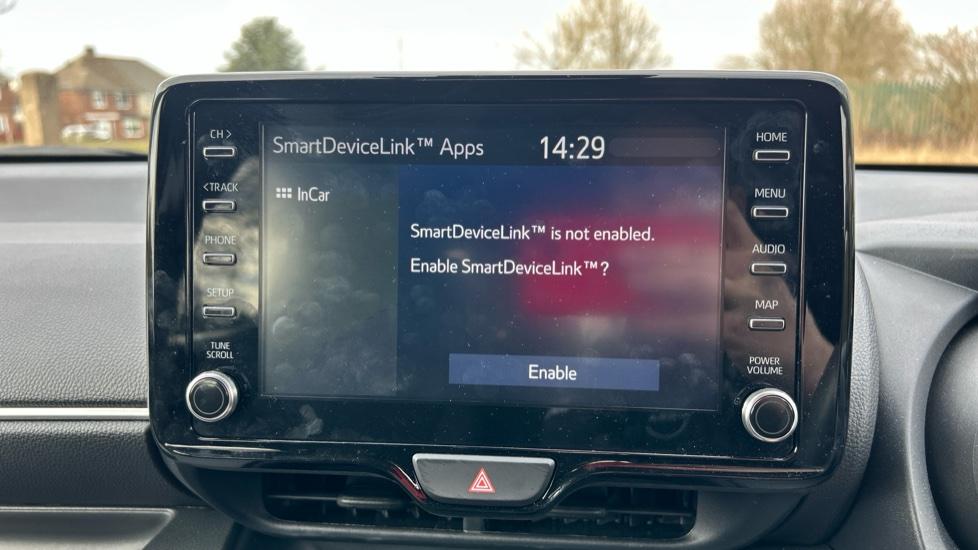 CH >
< TRACK
PHONE
SETUP
TUNE
SCROLL
SmartDeviceLink™ Apps 14:29
InCar
SmartDeviceLink™ is not enabled.
Enable SmartDeviceLink™?
Enable
HOME
MENU
AUDIO
MAP
POWER
VOLUME